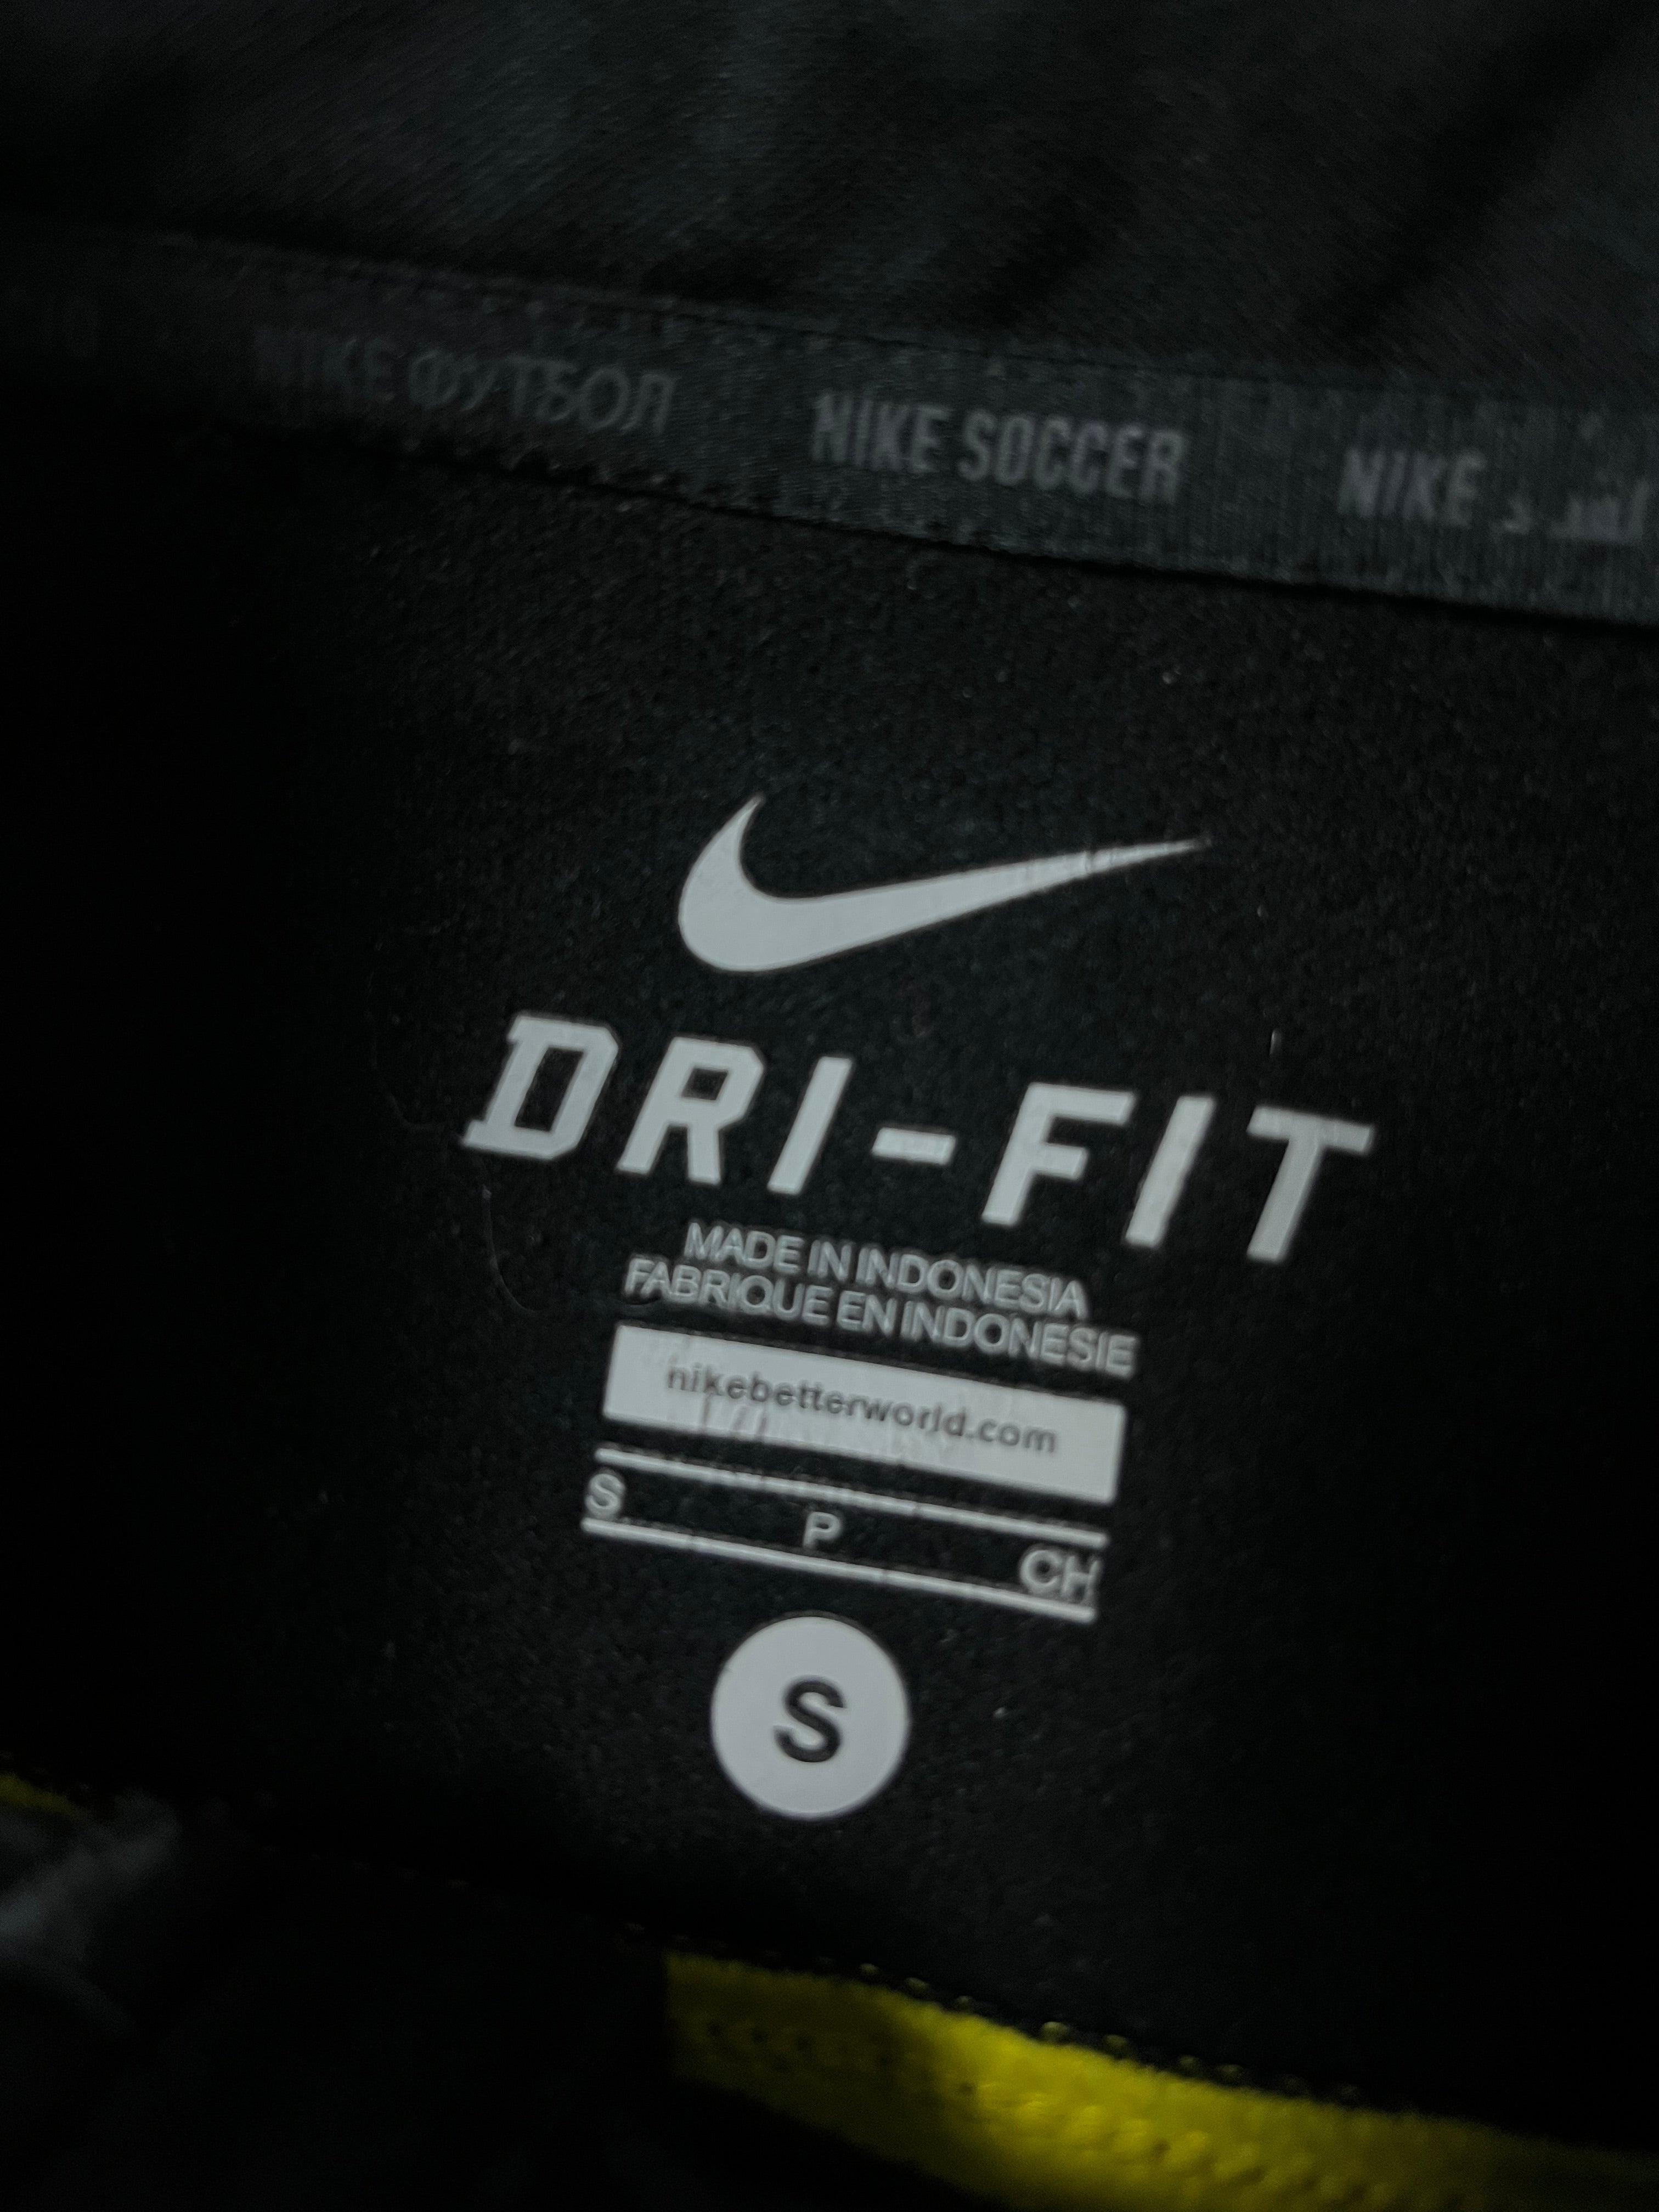 NIKE ФУТБОЛ NIKE SOCCER NIKE
DRI-FIT
MADE IN INDONESIA
FABRIQUE EN INDONESIE
nikebetterworld.com
S P CH
S